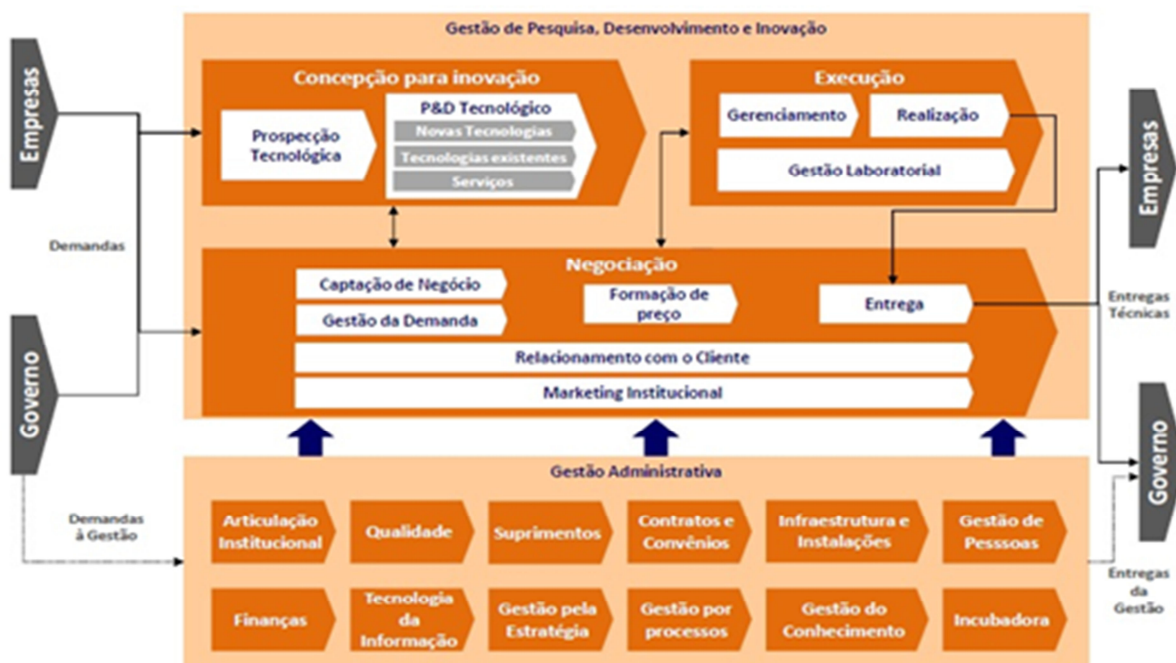 Gestão de Pesquisa, Desenvolvimento e Inovação
Empresas
Concepção para inovação
Prospecção
Tecnológica
P&D Tecnológico
Novas Tecnologias
Tecnologias existentes
Serviços
Execução
Gerenciamento
Realização
Gestão Laboratorial
Empresas
Demandas
Negociação
Captação de Negócio
Gestão da Demanda
Formação de
preço
Entrega
Relacionamento com o Cliente
Marketing Institucional
Entregas
Técnicas
Governo
Governo
Gestão Administrativa
Demandas
à Gestão
Articulação
Institucional
Qualidade
Suprimentos
Contratos e
Convênios
Infraestrutura e
Instalações
Gestão de
Pesssoas
Finanças
Tecnologia
da
Informação
Gestão pela
Estratégia
Gestão por
processos
Gestão do
Conhecimento
Incubadora
Entregas
da
Gestão